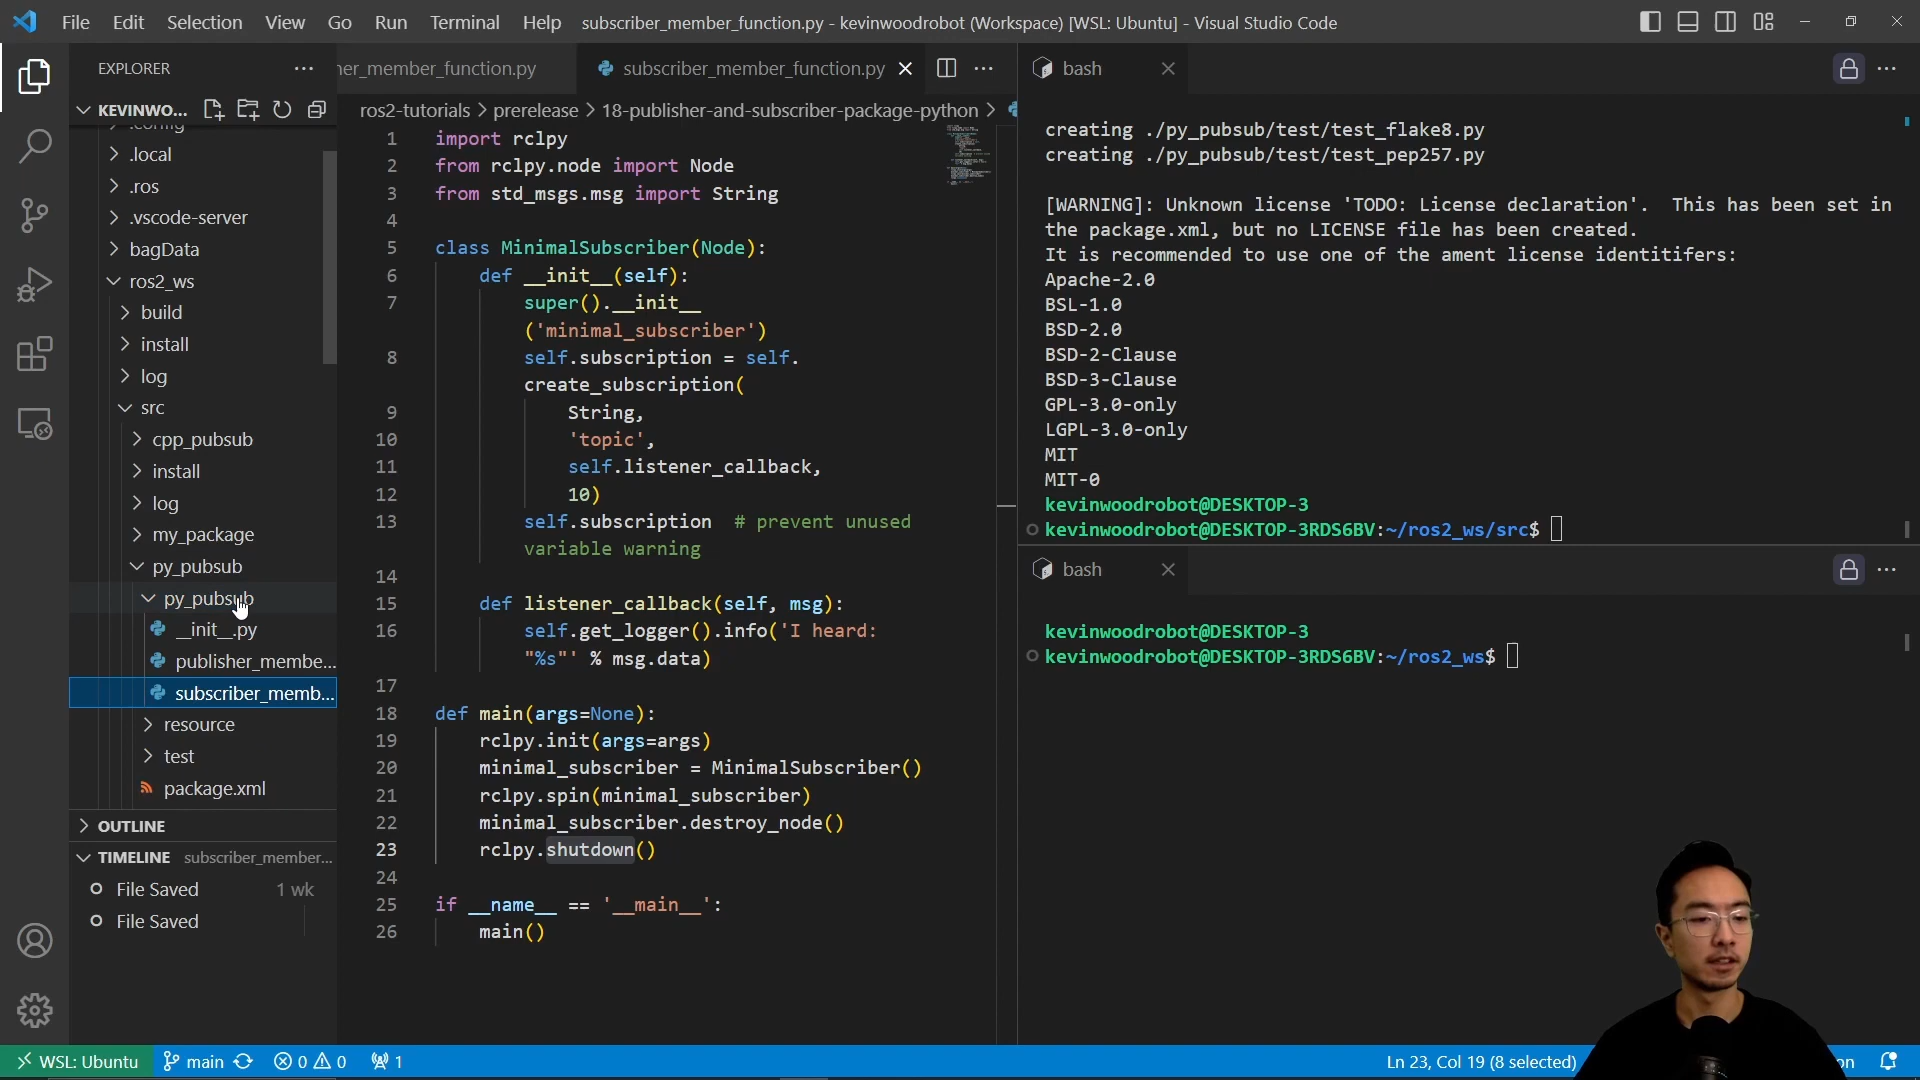 File Edit Selection View Go Run Terminal Help subscriber_member_function.py - kevinwoodrobot (Workspace) [WSL: Ubuntu] - Visual Studio Code
EXPLORER
KEVINWO...
.config
.local
.ros
.vscode-server
bagData
ros2_ws
build
install
log
src
cpp_pubsub
install
log
my_package
py_pubsub
py_pubsub
__init__.py
publisher_membe...
subscriber_memb...
resource
test
package.xml
OUTLINE
TIMELINE subscriber_member...
File Saved 1 wk
File Saved
er_member_function.py subscriber_member_function.py
ros2-tutorials > prerelease > 18-publisher-and-subscriber-package-python >
1 import rclpy
2 from rclpy.node import Node
3 from std_msgs.msg import String
4
5 class MinimalSubscriber(Node):
6 def __init__(self):
7 super().__init__
('minimal_subscriber')
8 self.subscription = self.
create_subscription(
9 String,
10 'topic',
11 self.listener_callback,
12 10)
13 self.subscription # prevent unused
variable warning
14
15 def listener_callback(self, msg):
16 self.get_logger().info('I heard:
"%s"' % msg.data)
17
18 def main(args=None):
19 rclpy.init(args=args)
20 minimal_subscriber = MinimalSubscriber()
21 rclpy.spin(minimal_subscriber)
22 minimal_subscriber.destroy_node()
23 rclpy.shutdown()
24
25 if __name__ == '__main__':
26 main()
bash
creating ./py_pubsub/test/test_flake8.py
creating ./py_pubsub/test/test_pep257.py
[WARNING]: Unknown license 'TODO: License declaration'. This has been set in
the package.xml, but no LICENSE file has been created.
It is recommended to use one of the ament license identitifers:
Apache-2.0
BSL-1.0
BSD-2.0
BSD-2-Clause
BSD-3-Clause
GPL-3.0-only
LGPL-3.0-only
MIT
MIT-0
kevinwoodrobot@DESKTOP-3
kevinwoodrobot@DESKTOP-3RDS6BV:~/ros2_ws/src$
bash
kevinwoodrobot@DESKTOP-3
kevinwoodrobot@DESKTOP-3RDS6BV:~/ros2_ws$
WSL: Ubuntu main 0 0 1 Ln 23, Col 19 (8 selected) on